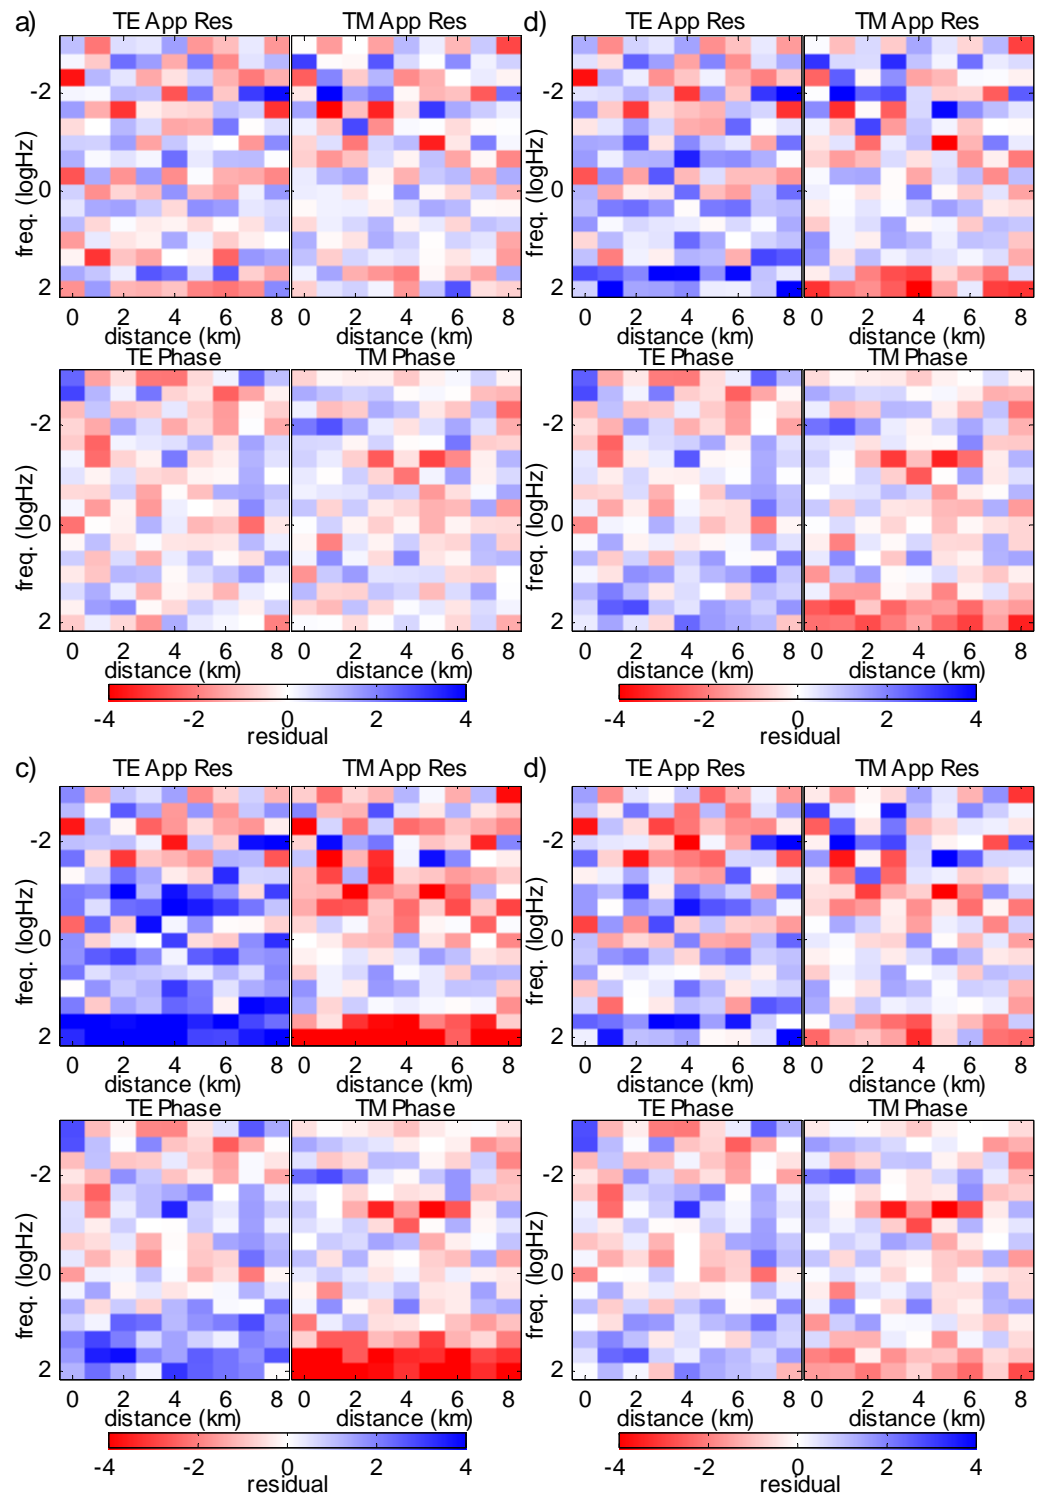 a) TE App Res TM App Res
freq. (logHz)
-2
0
2
0 2 4 6 8 0 2 4 6 8
distance (km) distance (km)
TE Phase TM Phase
freq. (logHz)
-2
0
2
0 2 4 6 8 0 2 4 6 8
distance (km) distance (km)
-4 -2 0 2 4
residual
d) TE App Res TM App Res
freq. (logHz)
-2
0
2
0 2 4 6 8 0 2 4 6 8
distance (km) distance (km)
TE Phase TM Phase
freq. (logHz)
-2
0
2
0 2 4 6 8 0 2 4 6 8
distance (km) distance (km)
-4 -2 0 2 4
residual
c) TE App Res TM App Res
freq. (logHz)
-2
0
2
0 2 4 6 8 0 2 4 6 8
distance (km) distance (km)
TE Phase TM Phase
freq. (logHz)
-2
0
2
0 2 4 6 8 0 2 4 6 8
distance (km) distance (km)
-4 -2 0 2 4
residual
d) TE App Res TM App Res
freq. (logHz)
-2
0
2
0 2 4 6 8 0 2 4 6 8
distance (km) distance (km)
TE Phase TM Phase
freq. (logHz)
-2
0
2
0 2 4 6 8 0 2 4 6 8
distance (km) distance (km)
-4 -2 0 2 4
residual